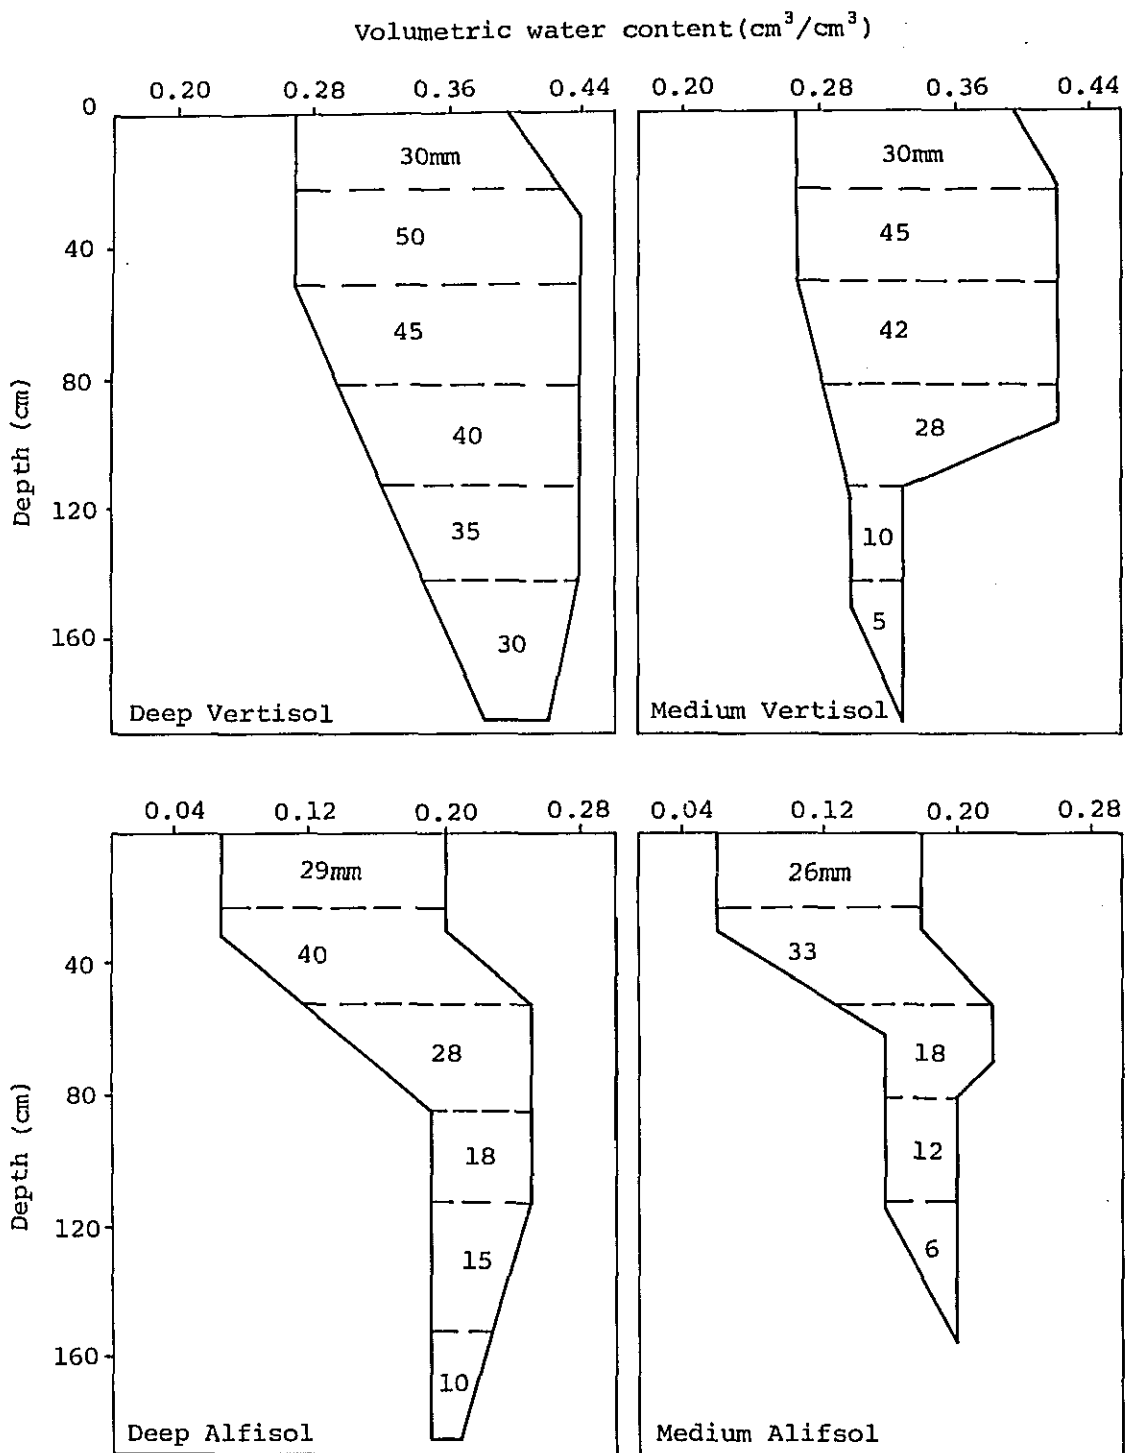 Volumetric water content(cm³/cm³)
0.20 0.28 0.36 0.44 0.20 0.28 0.36 0.44
0
30mm 30mm
50 45
40
45 42
80
40 28
120
35 10
160
30 5
Depth (cm)
Deep Vertisol Medium Vertisol
0.04 0.12 0.20 0.28 0.04 0.12 0.20 0.28
29mm 26mm
40 33
40
28 18
80
18 12
120
15 6
160
10
Depth (cm)
Deep Alfisol Medium Alifsol